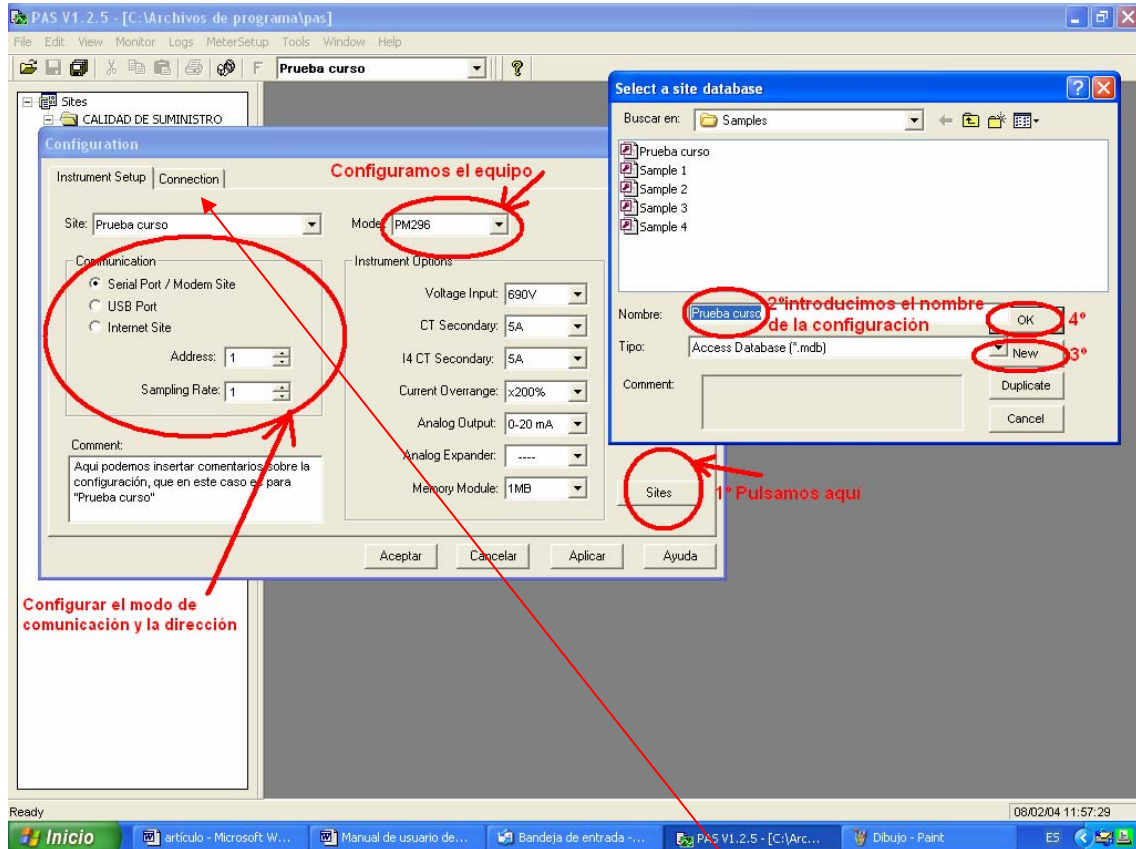 PAS V1.2.5 - [C:\Archivos de programa\pas]
File Edit View Monitor Logs MeterSetup Tools Window Help
F Prueba curso
Sites
CALIDAD DE SUMINISTRO
Configuration
Instrument Setup Connection
Configuramos el equipo
Site: Prueba curso
Model: PM296
Communication
Serial Port / Modem Site
USB Port
Internet Site
Address: 1
Sampling Rate: 1
Comment:
Aqui podemos insertar comentarios sobre la
configuración, que en este caso es para
"Prueba curso"
Instrument Options
Voltage Input: 690V
CT Secondary: 5A
I4 CT Secondary: 5A
Current Overrange: x200%
Analog Output: 0-20 mA
Analog Expander: ----
Memory Module: 1MB
Sites
1º Pulsamos aquí
Aceptar Cancelar Aplicar Ayuda
Configurar el modo de
comunicación y la dirección
Select a site database
Buscar en: Samples
Prueba curso
Sample 1
Sample 2
Sample 3
Sample 4
Nombre: Prueba curso
2ºintroducimos el nombre
de la configuración
OK 4º
Tipo: Access Database (*.mdb)
New 3º
Comment:
Duplicate
Cancel
Ready
08/02/04 11:57:29
Inicio
artículo - Microsoft W...
Manual de usuario de...
Bandeja de entrada -...
PAS V1.2.5 - [C:\Arc...
Dibujo - Paint
ES